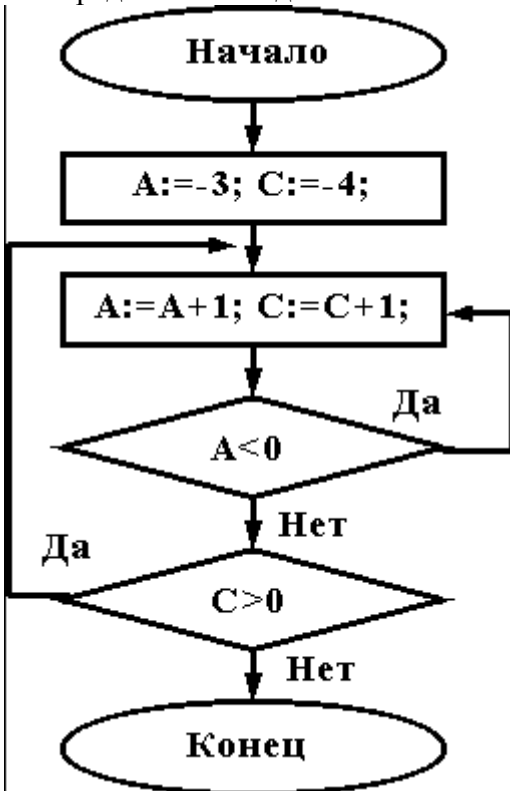 Начало
A:=-3; C:=-4;
A:=A+1; C:=C+1;
Да
A<0
Нет
Да
C>0
Нет
Конец